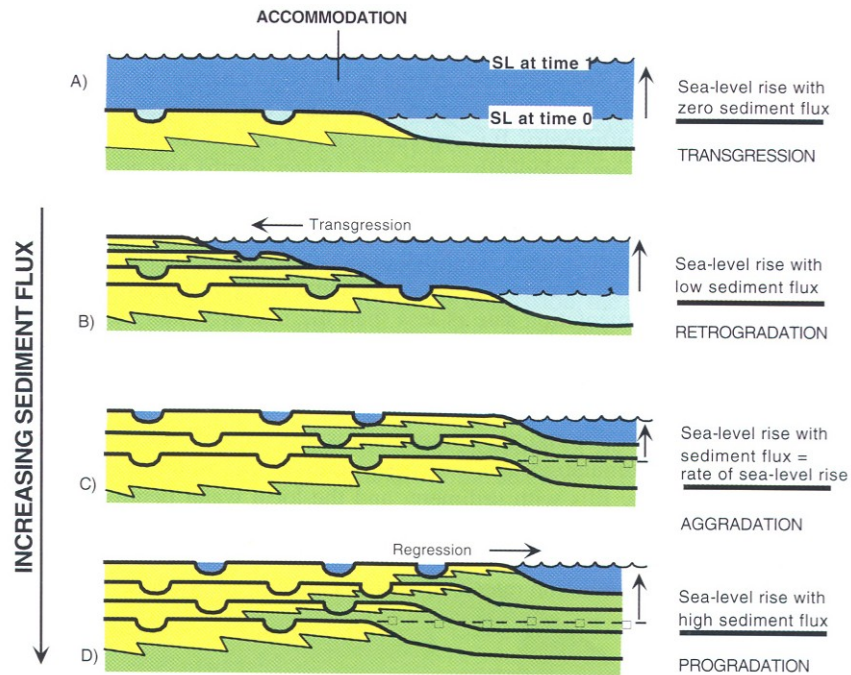 ACCOMMODATION
A)
SL at time 1
SL at time 0
Sea-level rise with
zero sediment flux
TRANSGRESSION
INCREASING SEDIMENT FLUX
B)
Transgression
Sea-level rise with
low sediment flux
RETROGRADATION
C)
Sea-level rise with
sediment flux =
rate of sea-level rise
AGGRADATION
D)
Regression
Sea-level rise with
high sediment flux
PROGRADATION